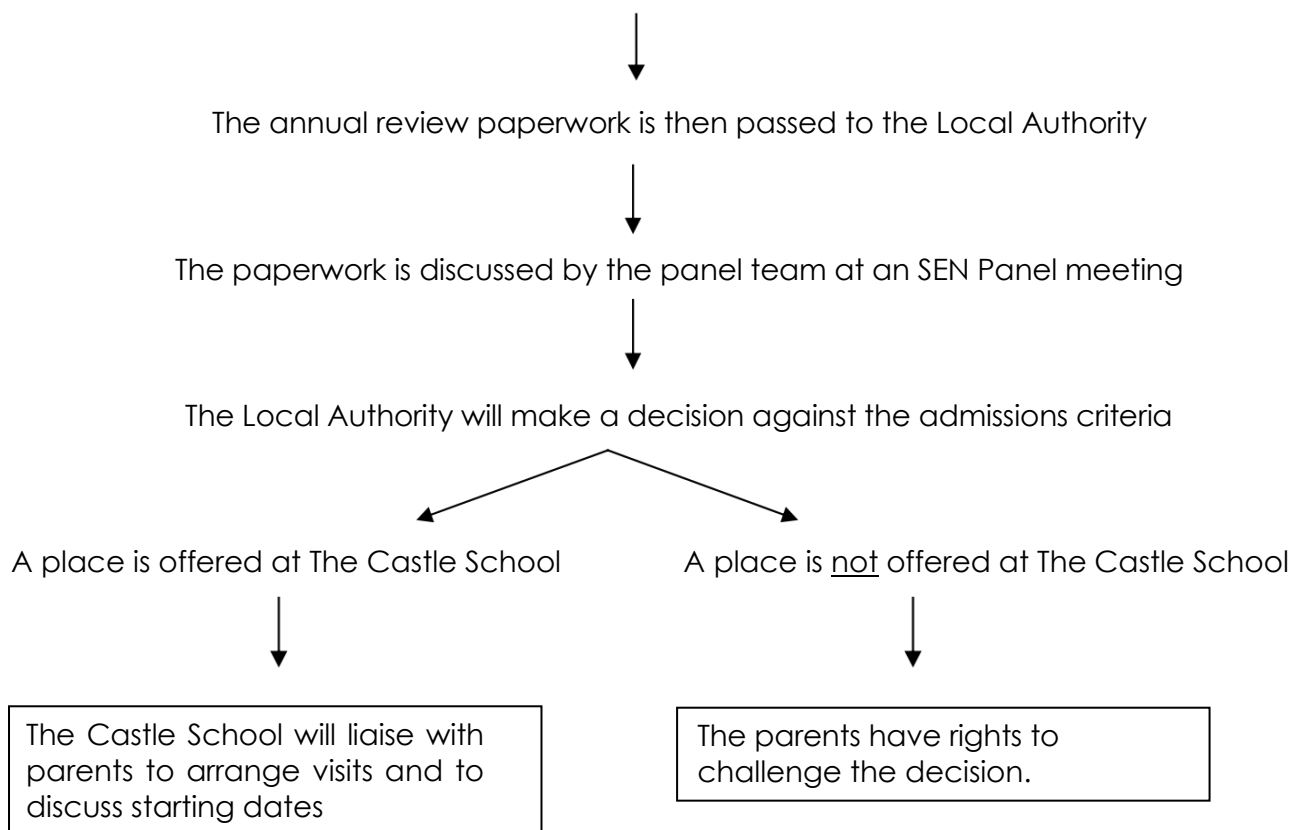 The annual review paperwork is then passed to the Local Authority
The paperwork is discussed by the panel team at an SEN Panel meeting
The Local Authority will make a decision against the admissions criteria
A place is offered at The Castle School
A place is not offered at The Castle School
The Castle School will liaise with
parents to arrange visits and to
discuss starting dates
The parents have rights to
challenge the decision.